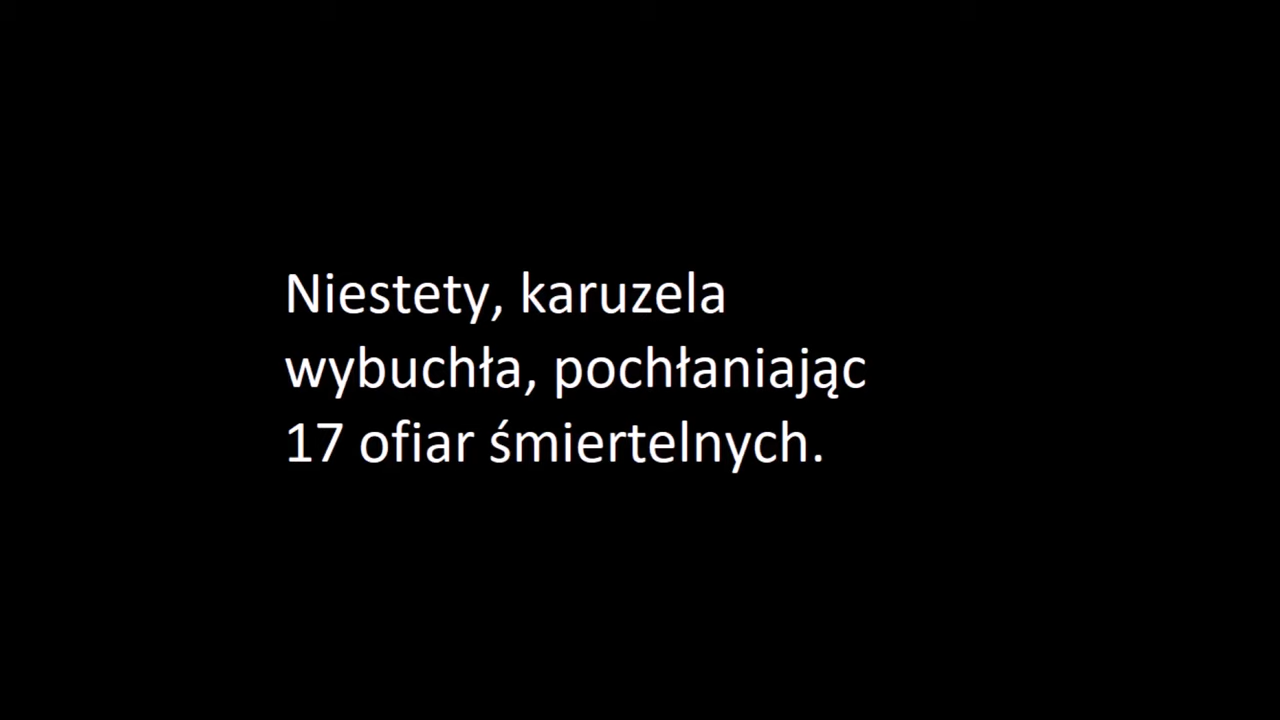 Niestety, karuzela
wybuchła, pochłaniając
17 ofiar śmiertelnych.